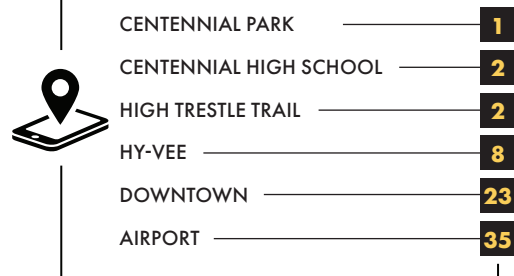 CENTENNIAL PARK 1
CENTENNIAL HIGH SCHOOL 2
HIGH TRESTLE TRAIL 2
HY-VEE 8
DOWNTOWN 23
AIRPORT 35